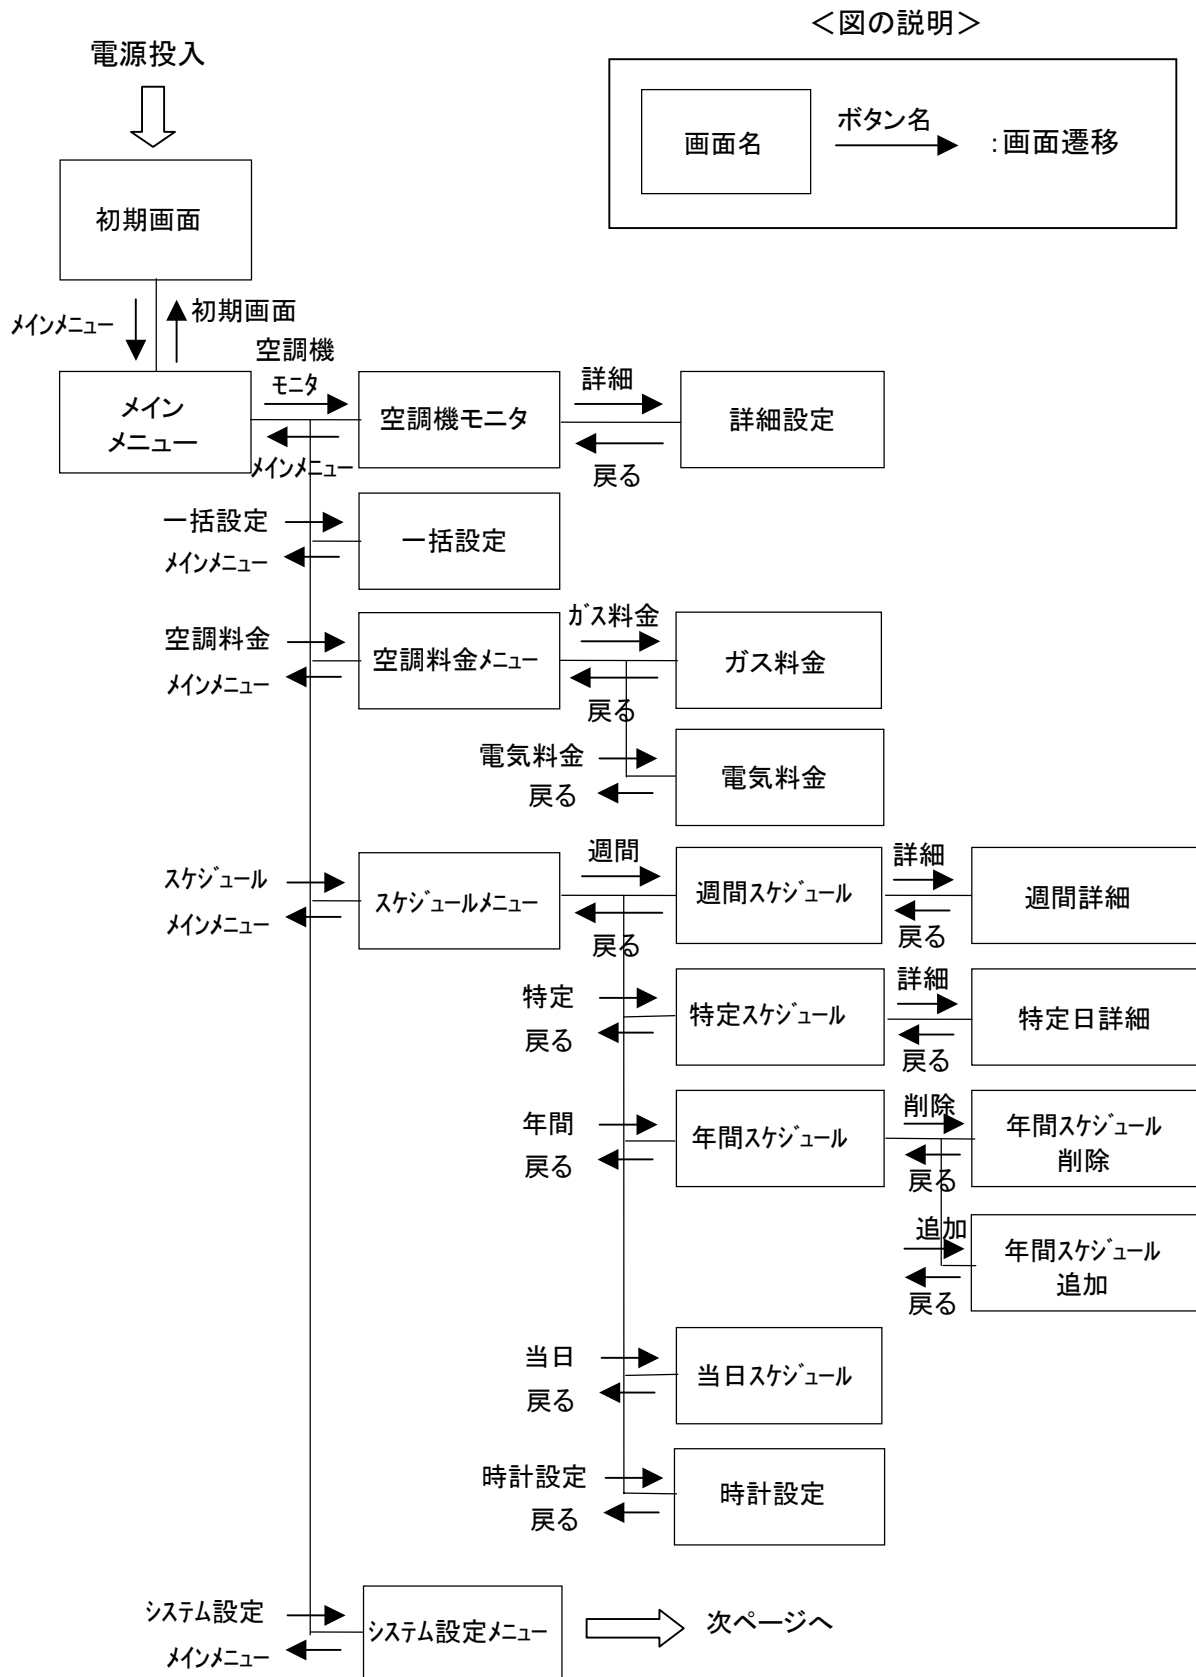 ＜図の説明＞
電源投入
画面名
ボタン名
：画面遷移
初期画面
メインメニュー
初期画面
空調機
モニタ
メイン
メニュー
メインメニュー
空調機モニタ
詳細
戻る
詳細設定
一括設定
メインメニュー
一括設定
空調料金
メインメニュー
空調料金メニュー
ガス料金
戻る
ガス料金
電気料金
戻る
電気料金
スケジュール
メインメニュー
スケジュールメニュー
週間
戻る
週間スケジュール
詳細
戻る
週間詳細
特定
戻る
特定スケジュール
詳細
戻る
特定日詳細
年間
戻る
年間スケジュール
削除
戻る
年間スケジュール
削除
追加
戻る
年間スケジュール
追加
当日
戻る
当日スケジュール
時計設定
戻る
時計設定
システム設定
メインメニュー
システム設定メニュー
次ページへ